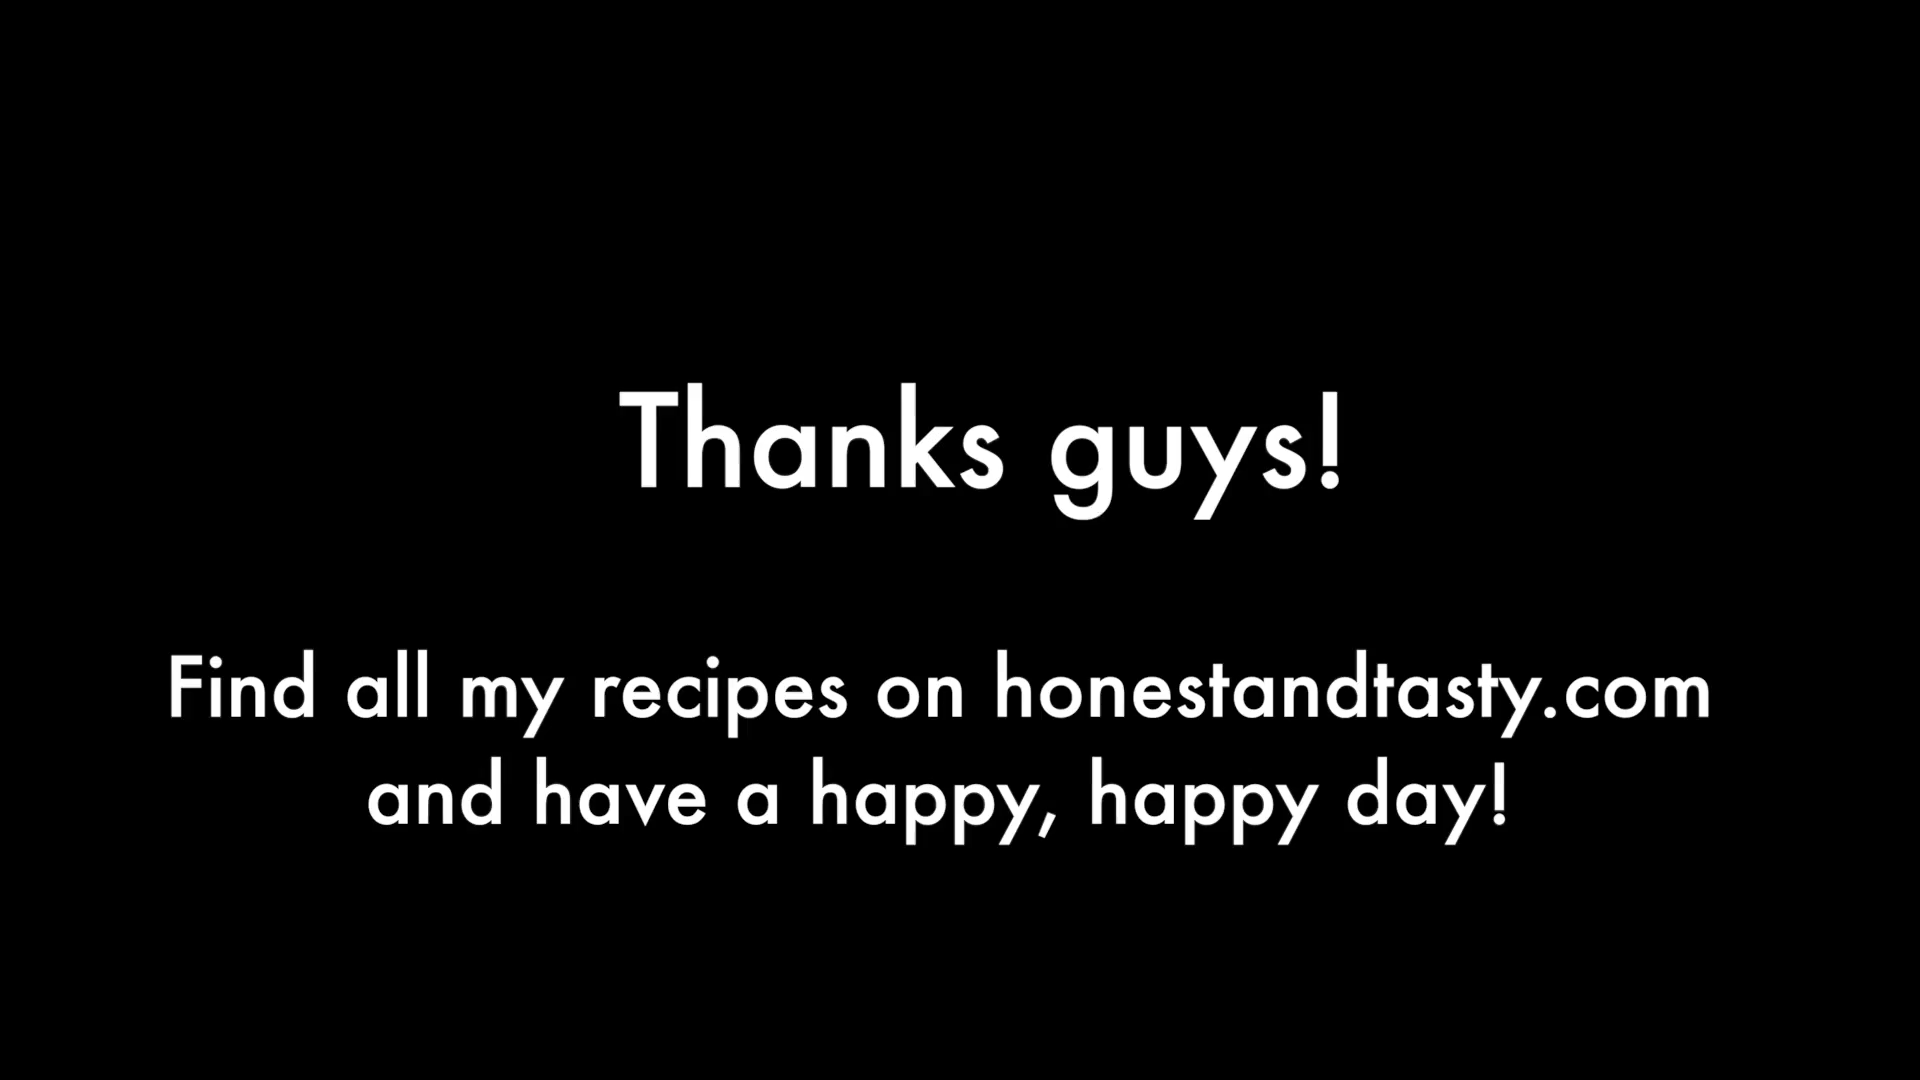 Thanks guys!
Find all my recipes on honestandtasty.com
and have a happy, happy day!